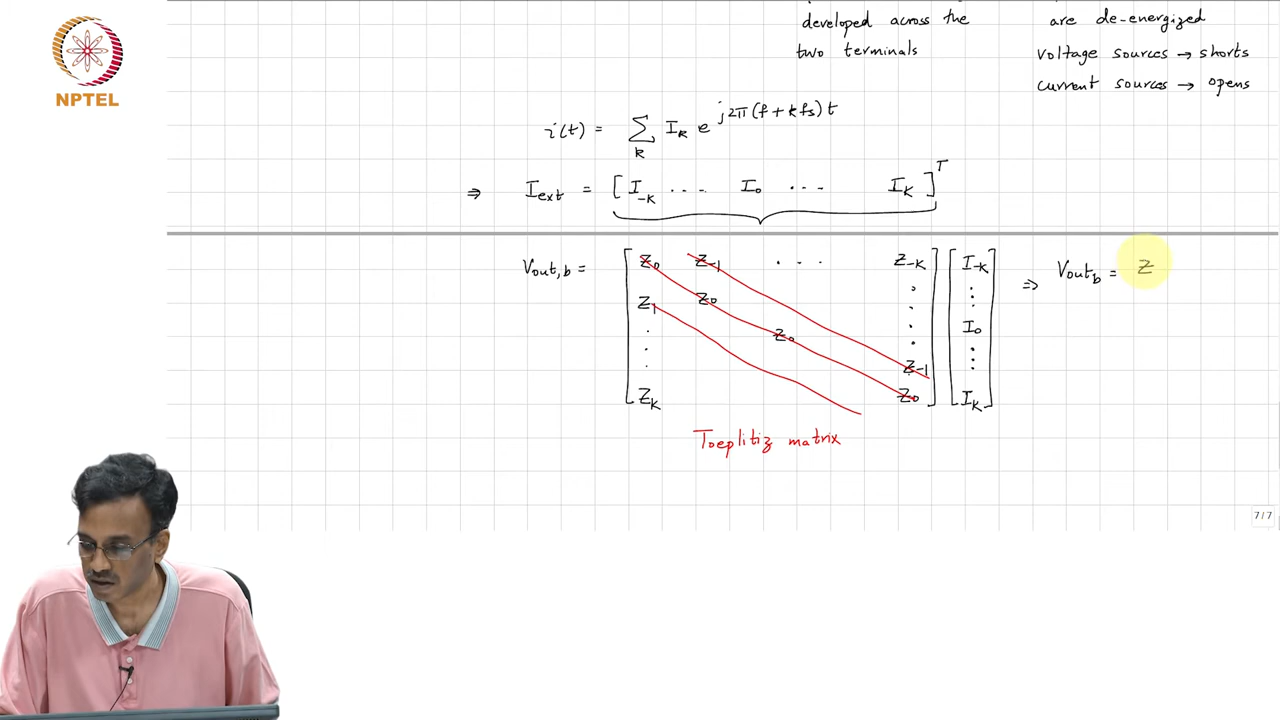 developed across the
two terminals
are de-energized
voltage sources → shorts
current sources → opens
NPTEL
i(t) = Σ_k I_k e^{j2π(f+kfs)t}
⇒ I_ext = [I_-K .... I_0 ... I_K]^T
V_out,b = [Z_0 Z_-1 ... Z_-K
Z_1 Z_0
Z_0
Z_-1
Z_K Z_0] [I_-K
⋮
I_0
⋮
I_K] ⇒ V_out_b = Z
Toeplitiz matrix
7/7